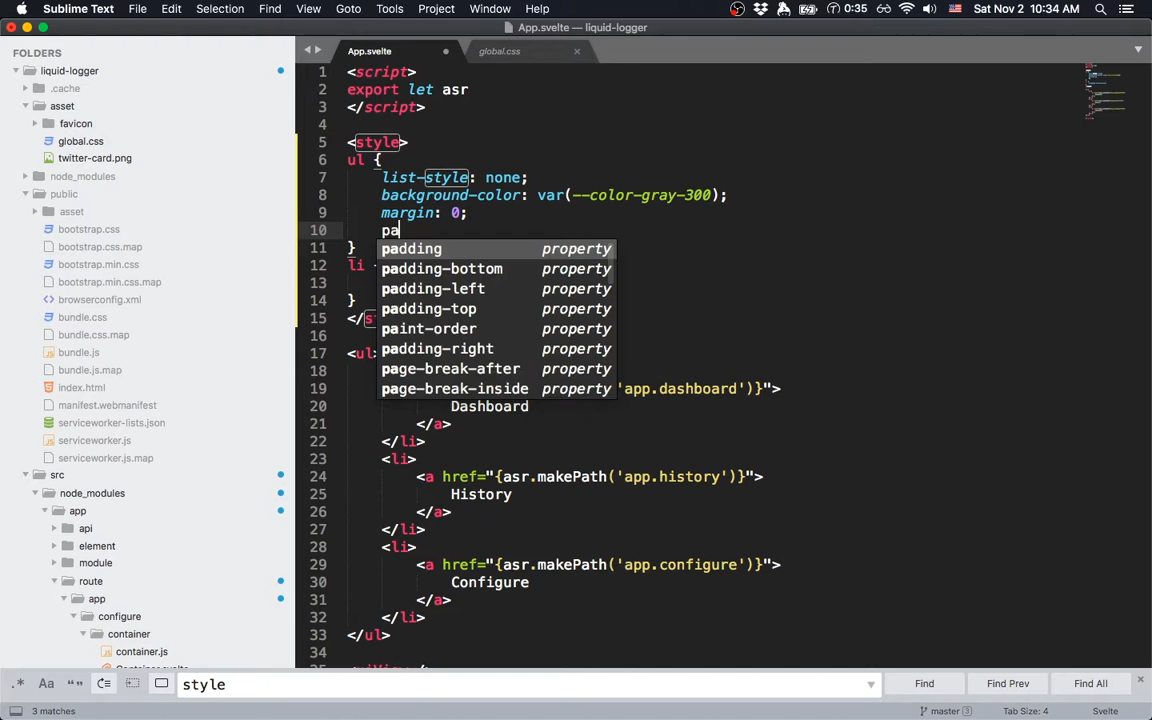 Sublime Text File Edit Selection Find View Goto Tools Project Window Help 0:35 Sat Nov 2 10:34 AM
App.svelte — liquid-logger
FOLDERS
liquid-logger
.cache
asset
favicon
global.css
twitter-card.png
node_modules
public
asset
bootstrap.css
bootstrap.css.map
bootstrap.min.css
bootstrap.min.css.map
browserconfig.xml
bundle.css
bundle.css.map
bundle.js
bundle.js.map
index.html
manifest.webmanifest
serviceworker-lists.json
serviceworker.js
serviceworker.js.map
src
node_modules
app
api
element
module
route
app
configure
container
container.js
App.svelte global.css
1 <script>
2 export let asr
3 </script>
4
5 <style>
6 ul {
7 list-style: none;
8 background-color: var(--color-gray-300);
9 margin: 0;
10 pa
11 }
12 li
13
14 }
15 </s
16
17 <ul>
18
19 'app.dashboard')}">
20 Dashboard
21 </a>
22 </li>
23 <li>
24 <a href="{asr.makePath('app.history')}">
25 History
26 </a>
27 </li>
28 <li>
29 <a href="{asr.makePath('app.configure')}">
30 Configure
31 </a>
32 </li>
33 </ul>
34
padding property
padding-bottom property
padding-left property
padding-top property
paint-order property
padding-right property
page-break-after property
page-break-inside property
.* Aa “” style Find Find Prev Find All
3 matches master 3 Tab Size: 4 Svelte